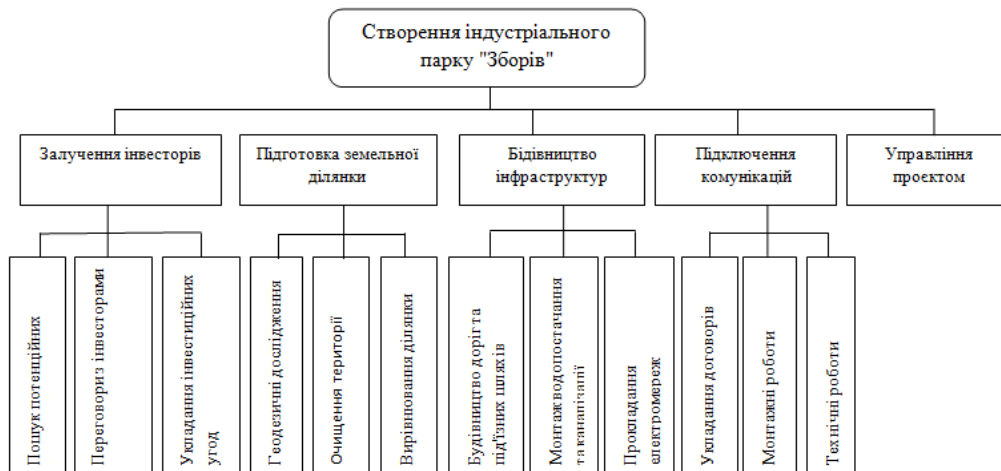 Створення індустріального
парку "Зборів"
Залучення інвесторів
Підготовка земельної
ділянки
Бідівництво
інфраструктур
Підключення
комунікацій
Управління
проєктом
Пошук потенційних
Переговори з інвесторами
Укладання інвестиційних
угод
Геодезичні дослідження
Очищення території
Вирівнювання ділянки
Будівництво доріг та
під'їзних шляхів
Монтаж водопостачання
та каналізації
Прокладання
електромереж
Укладання договорів
Монтажні роботи
Технічні роботи